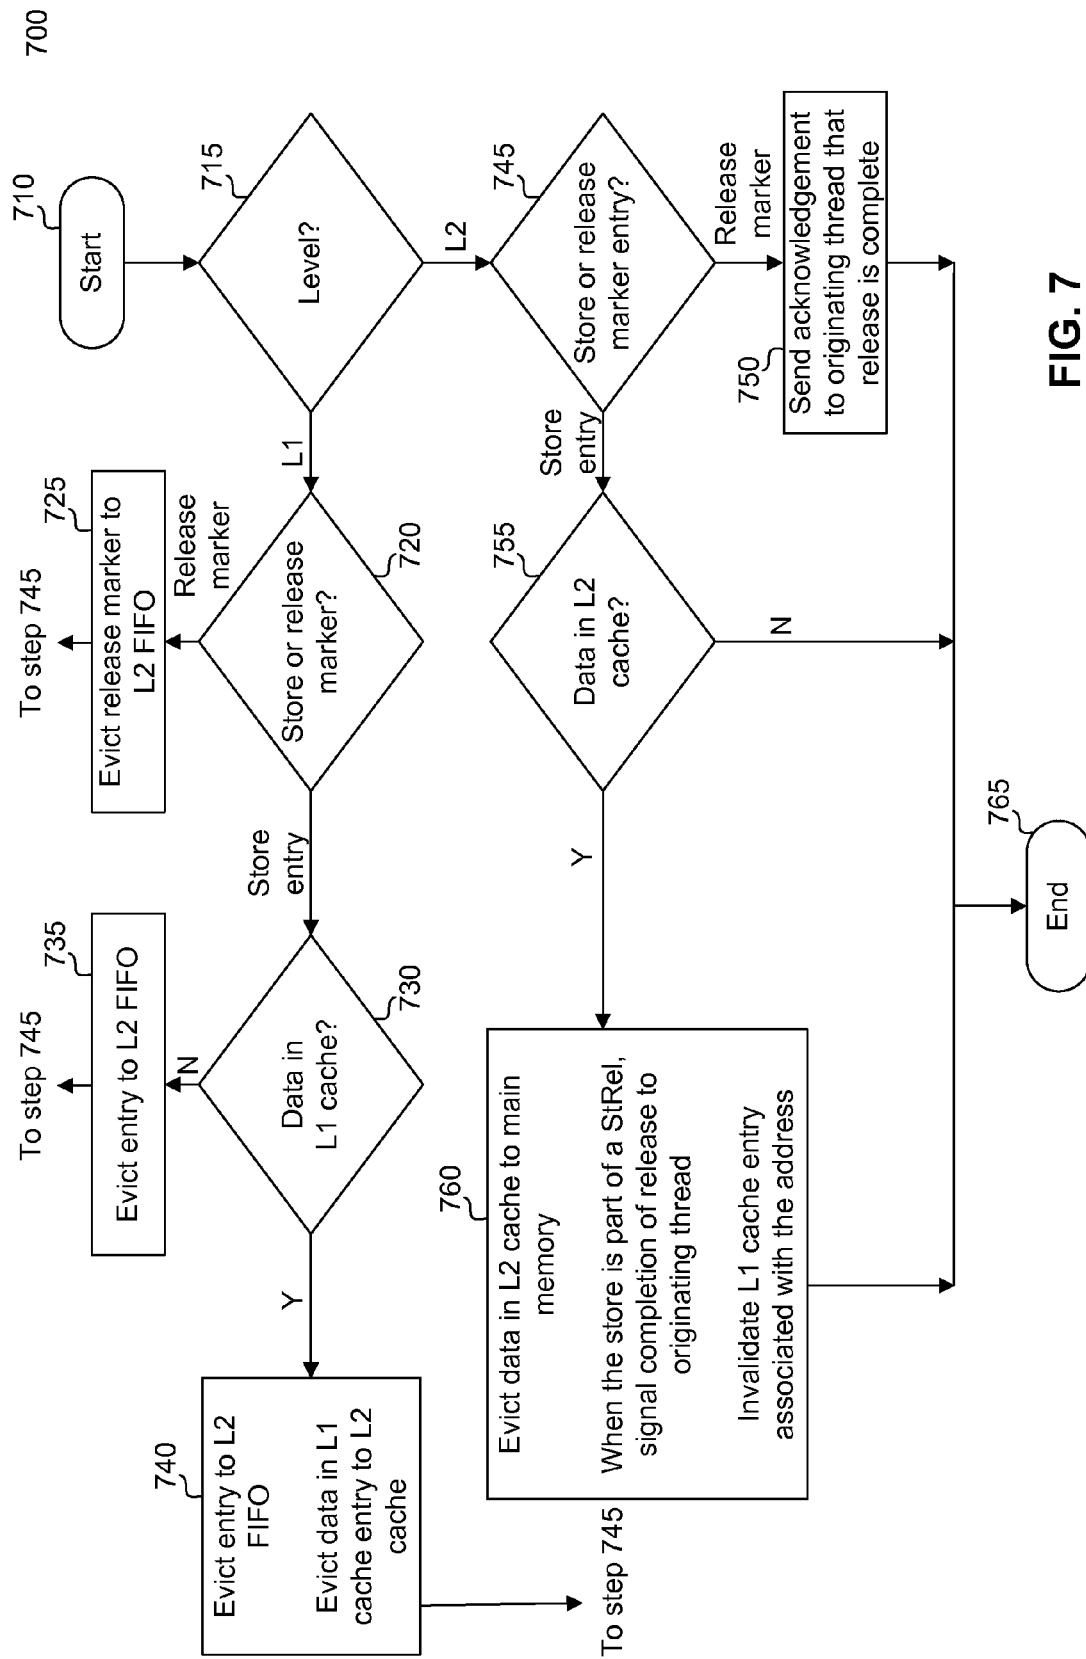 700
710
Start
715
Level?
L1
L2
720
Store or release
marker?
Release
marker
725
Evict release marker to
L2 FIFO
To step 745
Store
entry
730
Data in
L1 cache?
N
735
Evict entry to L2 FIFO
To step 745
Y
740
Evict entry to L2
FIFO
Evict data in L1
cache entry to L2
cache
To step 745
745
Store or release
marker entry?
Release
marker
750
Send acknowledgement
to originating thread that
release is complete
Store
entry
755
Data in L2
cache?
N
Y
760
Evict data in L2 cache to main
memory
When the store is part of a StRel,
signal completion of release to
originating thread
Invalidate L1 cache entry
associated with the address
765
End
FIG. 7